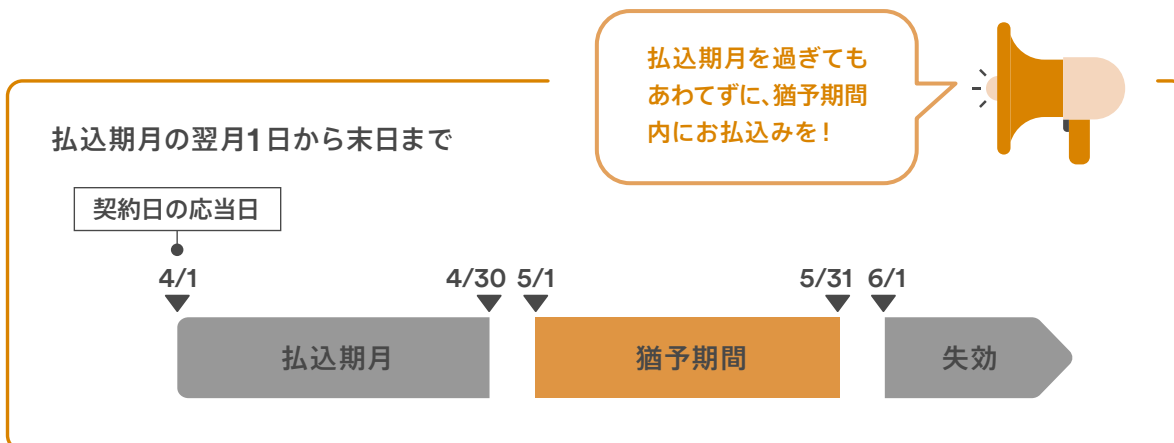 払込期月を過ぎても
あわてずに、猶予期間
内にお払込みを!
払込期月の翌月1日から末日まで
契約日の応当日
4/1
4/30
5/1
5/31
6/1
払込期月
猶予期間
失効